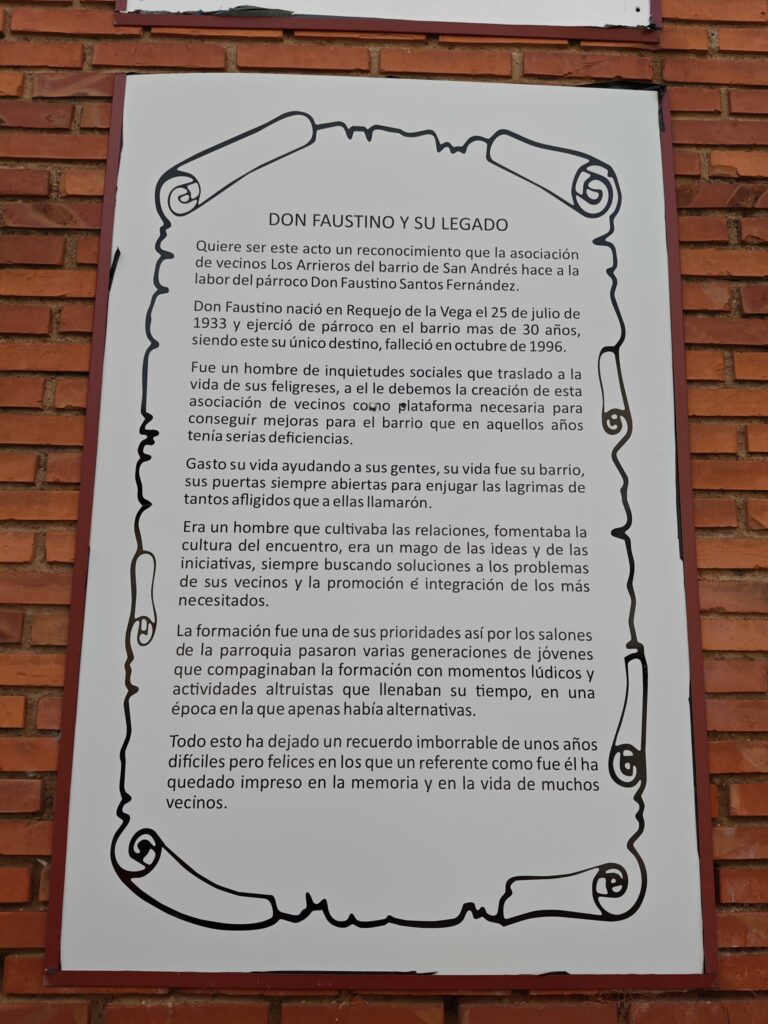 DON FAUSTINO Y SU LEGADO
Quiere ser este acto un reconocimiento que la asociación
de vecinos Los Arrieros del barrio de San Andrés hace a la
labor del párroco Don Faustino Santos Fernández.
Don Faustino nació en Requejo de la Vega el 25 de julio de
1933 y ejerció de párroco en el barrio mas de 30 años,
siendo este su único destino, falleció en octubre de 1996.
Fue un hombre de inquietudes sociales que traslado a la
vida de sus feligreses, a el le debemos la creación de esta
asociación de vecinos como plataforma necesaria para
conseguir mejoras para el barrio que en aquellos años
tenía serias deficiencias.
Gasto su vida ayudando a sus gentes, su vida fue su barrio,
sus puertas siempre abiertas para enjugar las lagrimas de
tantos afligidos que a ellas llamarón.
Era un hombre que cultivaba las relaciones, fomentaba la
cultura del encuentro, era un mago de las ideas y de las
iniciativas, siempre buscando soluciones a los problemas
de sus vecinos y la promoción é integración de los más
necesitados.
La formación fue una de sus prioridades así por los salones
de la parroquia pasaron varias generaciones de jóvenes
que compaginaban la formación con momentos lúdicos y
actividades altruistas que llenaban su tiempo, en una
época en la que apenas había alternativas.
Todo esto ha dejado un recuerdo imborrable de unos años
difíciles pero felices en los que un referente como fue él ha
quedado impreso en la memoria y en la vida de muchos
vecinos.